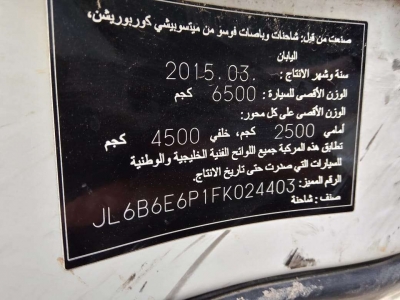 صنعت من قبل: شاحنات وباصات فوسو من ميتسوبيشي كوربوريشن،
اليابان
سنة وشهر الانتاج : 2015.03.
الوزن الأقصى للسيارة : 6500 كجم
الوزن الأقصى على كل محور:
أمامي 2500 كجم، خلفي 4500 كجم
تطابق هذه المركبة جميع اللوائح الفنية الخليجية والوطنية
للسيارات التي صدرت حتى تاريخ الانتاج.
الرقم المميز: JL6B6E6P1FK024403
صنف : شاحنة